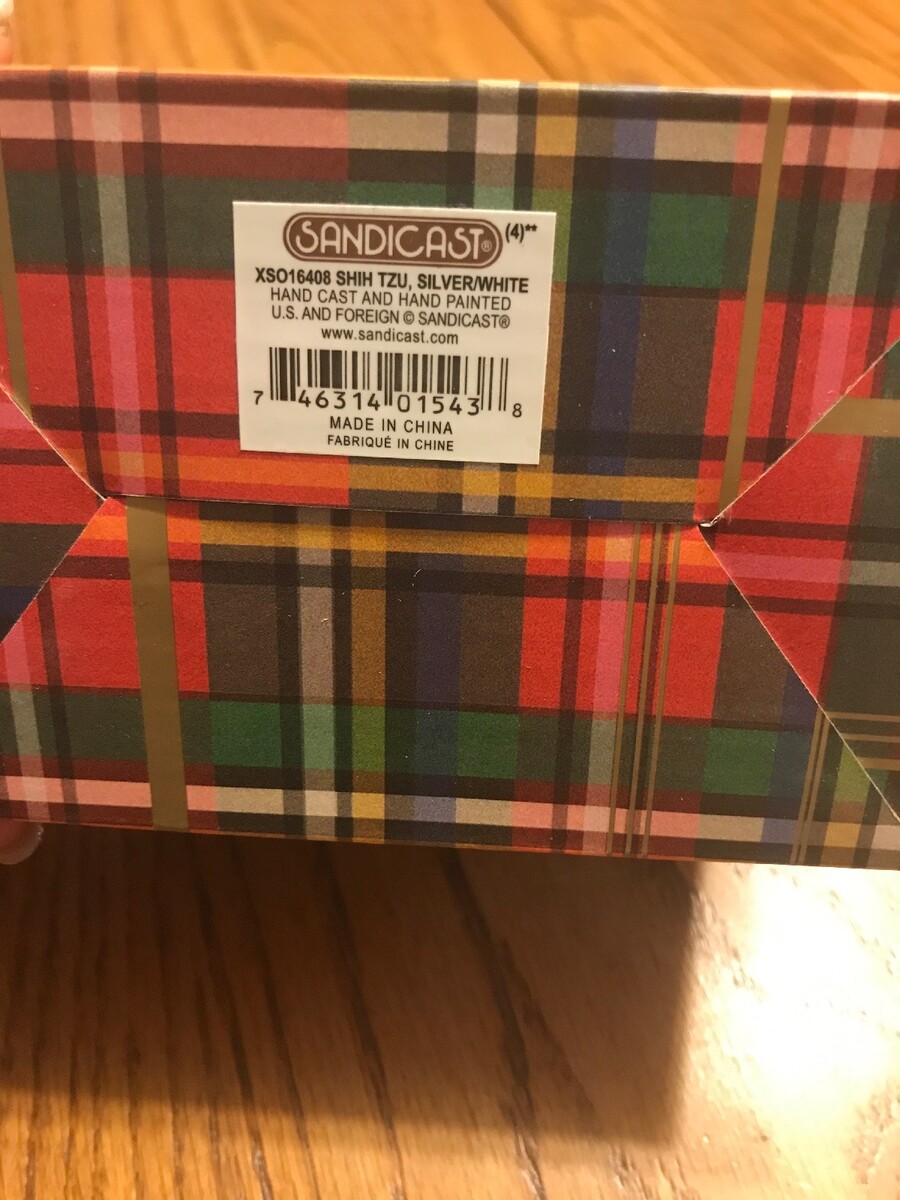 SANDICAST® (4)**
XSO16408 SHIH TZU, SILVER/WHITE
HAND CAST AND HAND PAINTED
U.S. AND FOREIGN © SANDICAST®
www.sandicast.com
7 46314 01543 8
MADE IN CHINA
FABRIQUÉ IN CHINE